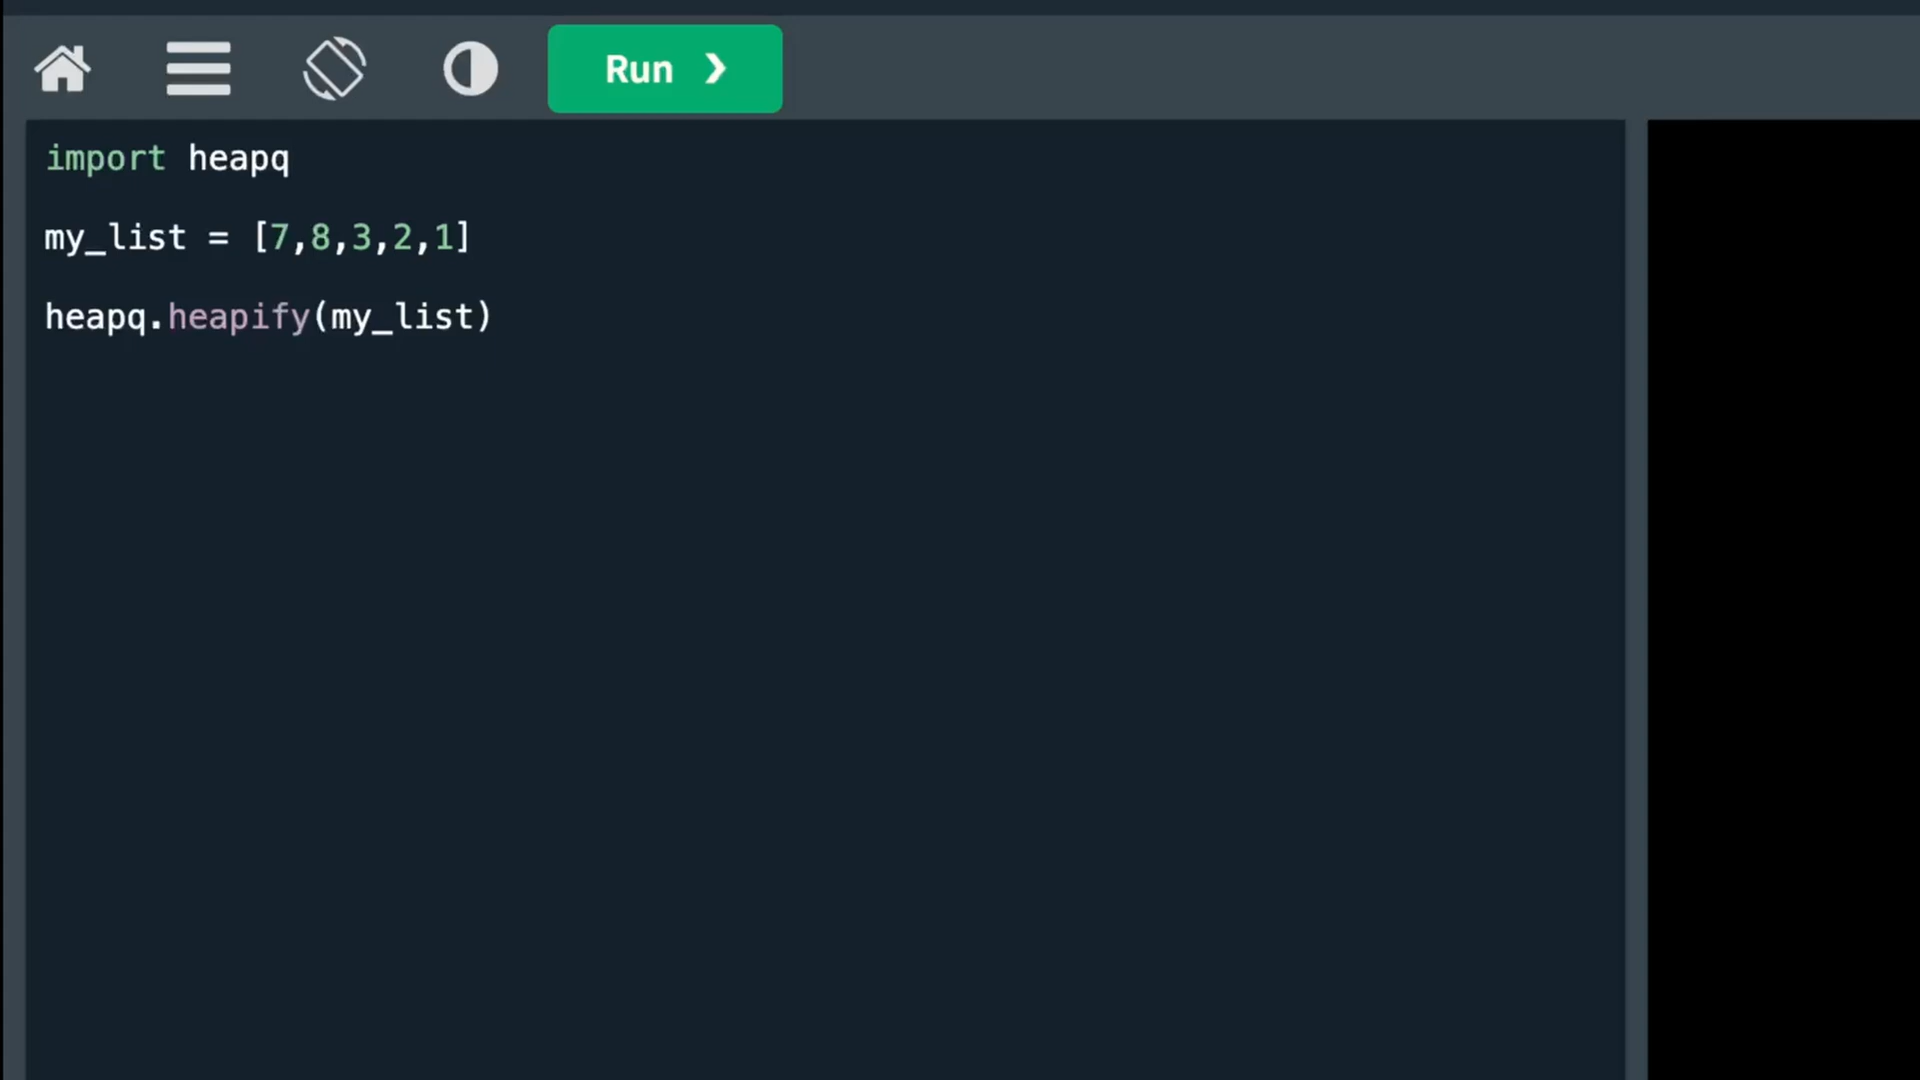 Run ❯
import heapq
my_list = [7,8,3,2,1]
heapq.heapify(my_list)